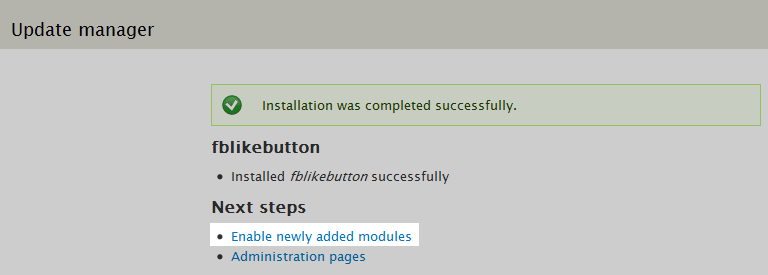 Update manager
Installation was completed successfully.
fblikebutton
Installed fblikebutton successfully
Next steps
Enable newly added modules
Administration pages